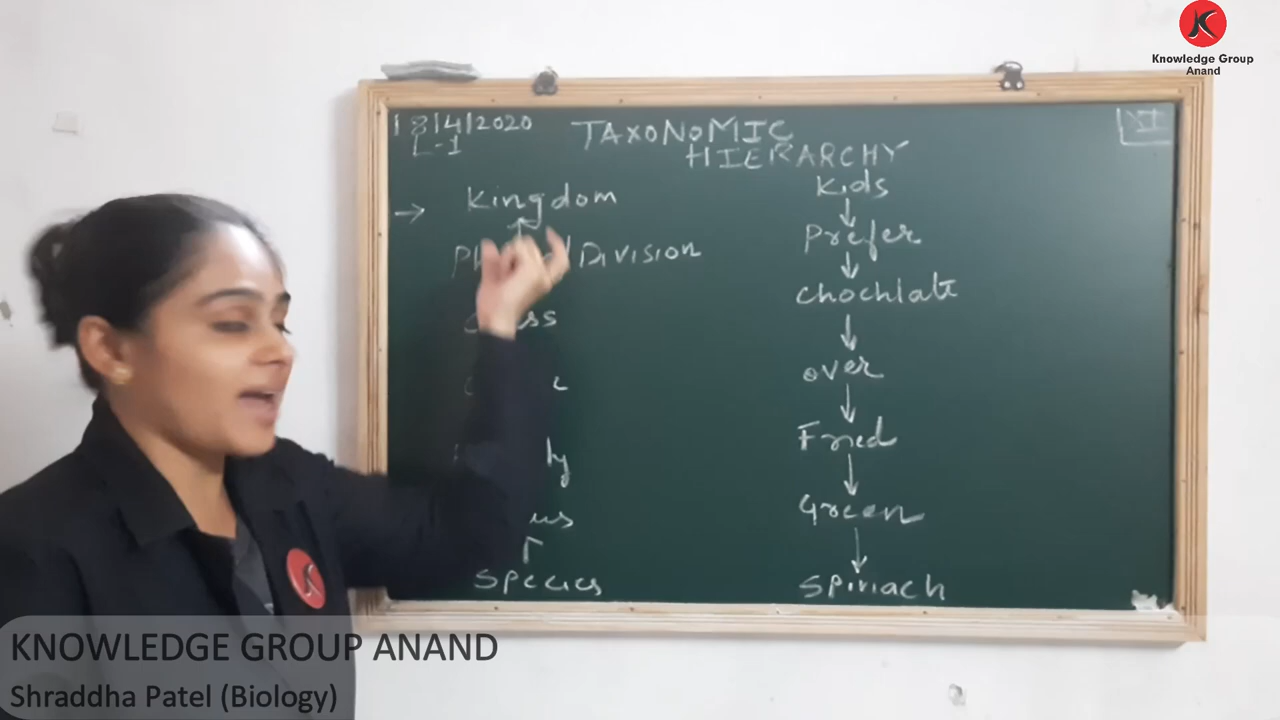 Knowledge Group
Anand
18/4/2020
L-1
TAXONOMIC
HIERARCHY
XI
→ Kingdom
Division
Species
Kids
↓
Prefer
↓
Chochlate
↓
over
↓
Fried
↓
Green
↓
Spinach
KNOWLEDGE GROUP ANAND
Shraddha Patel (Biology)